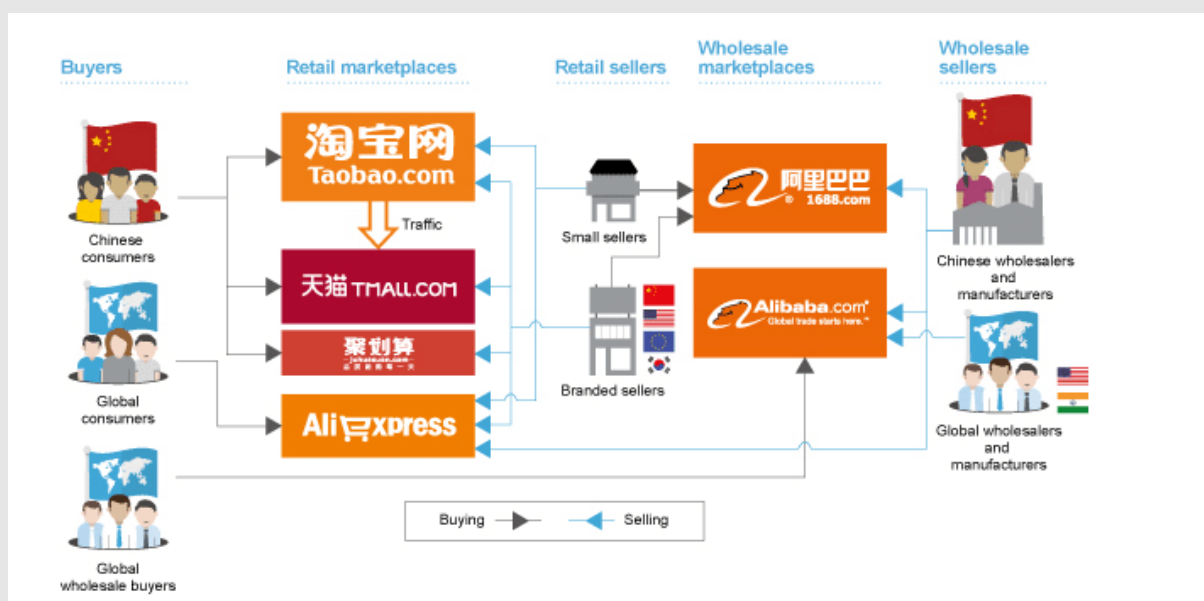 Buyers
Retail marketplaces
Retail sellers
Wholesale
marketplaces
Wholesale
sellers
淘宝网
Taobao.com
Traffic
天猫 TMALL.COM
聚划算
AliExpress
Chinese
consumers
Global
consumers
Global
wholesale buyers
Small sellers
Branded sellers
阿里巴巴
® 1688.com
Alibaba.com®
Global trade starts here.™
Chinese wholesalers
and
manufacturers
Global wholesalers
and
manufacturers
Buying
Selling